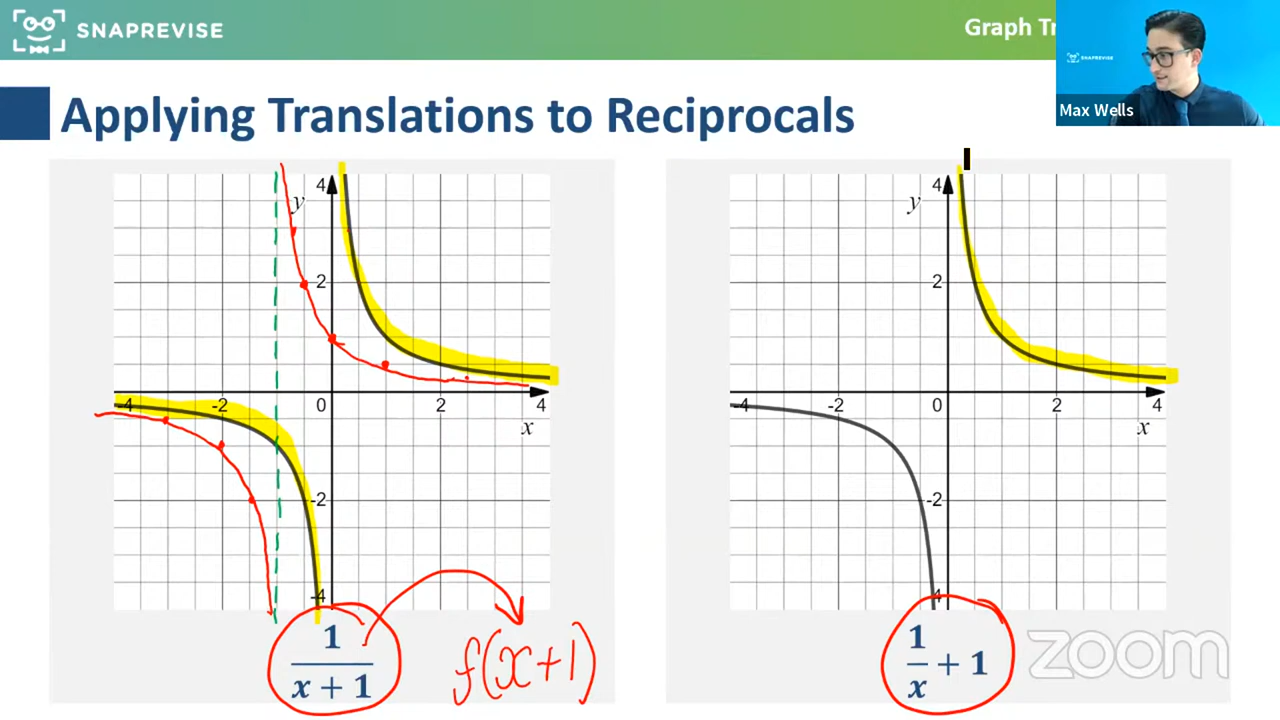 SNAPREVISE
Graph Tr
SNAPREVISE
Max Wells
Applying Translations to Reciprocals
4
y
2
-4
-2
0
2
4
x
-2
-4
1
x + 1
f(x+1)
4
y
2
-4
-2
0
2
4
x
-2
-4
1
x
+ 1
zoom